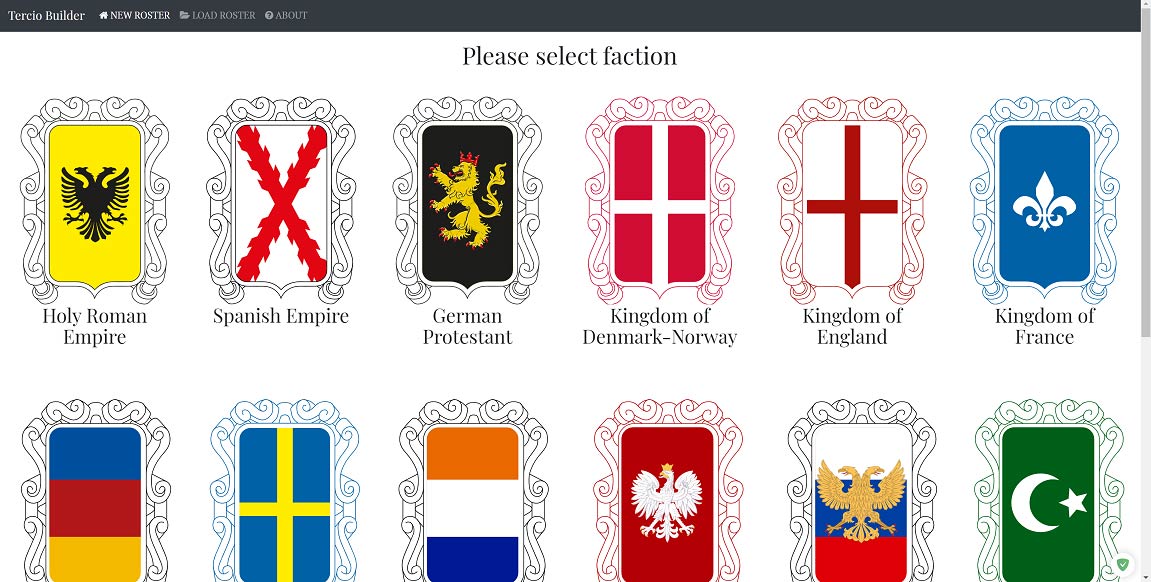 Tercio Builder NEW ROSTER LOAD ROSTER ABOUT
Please select faction
Holy Roman
Empire
Spanish Empire
German
Protestant
Kingdom of
Denmark-Norway
Kingdom of
England
Kingdom of
France